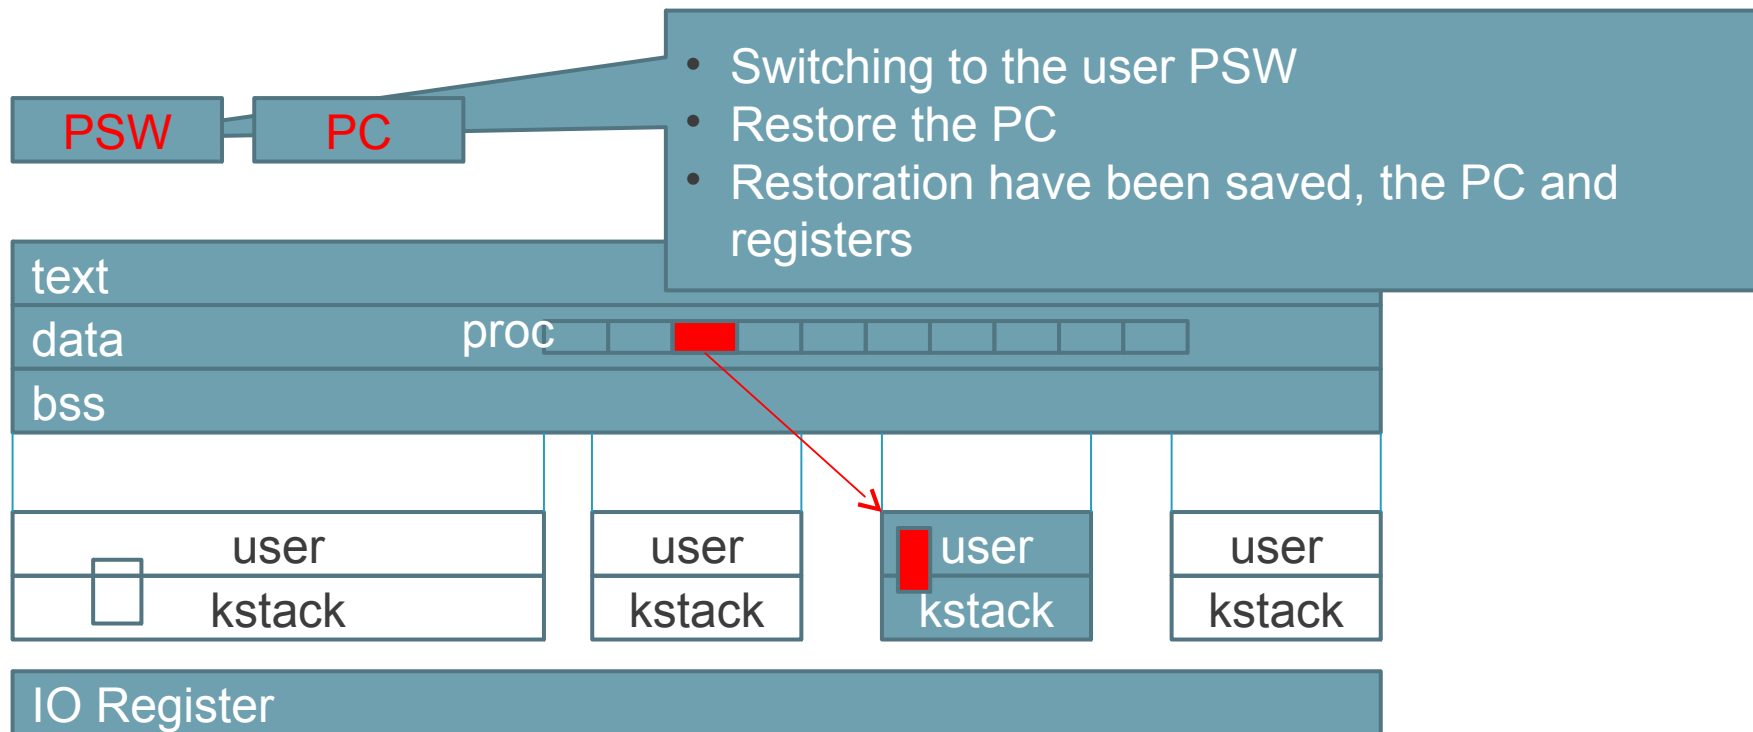 • Switching to the user PSW
• Restore the PC
• Restoration have been saved, the PC and
registers
PSW PC
text
data proc
bss
user user user user
kstack kstack kstack kstack
IO Register